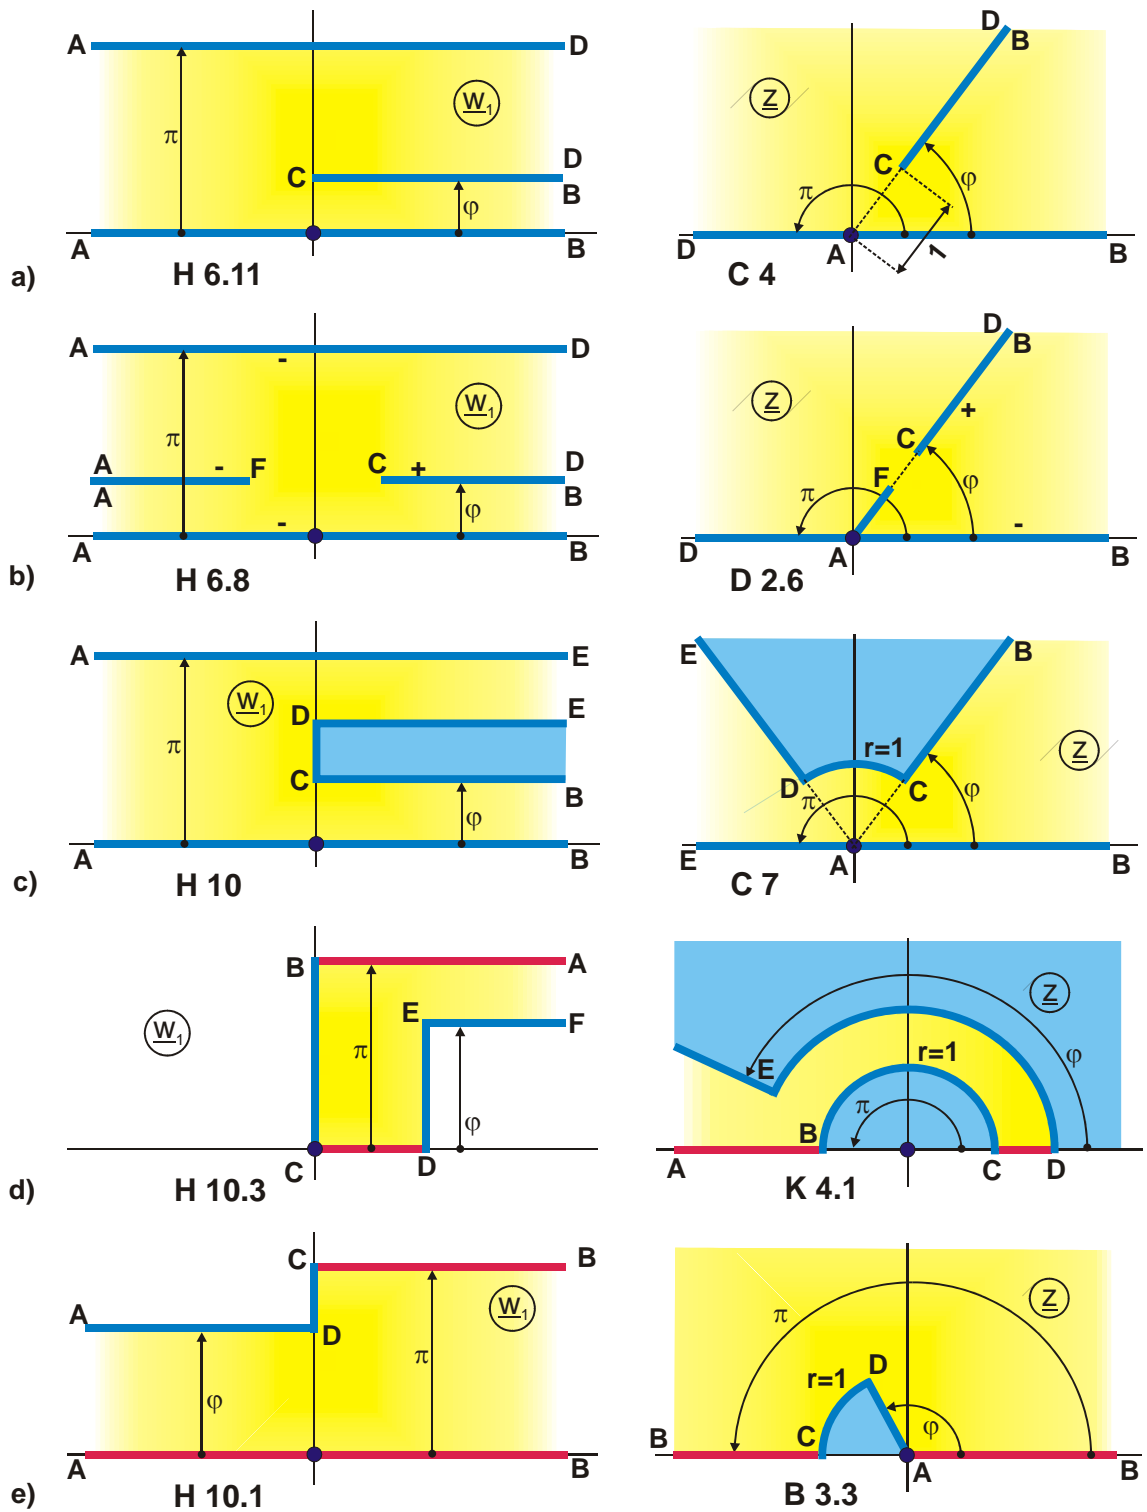 A D D
B
w₁ z
π C D
B
C
π φ
φ
A B D A 1 B
a) H 6.11 C 4
A - D D
B
w₁ z
π +
A - F C + D
A B
C
F
π φ
φ
-
-
A B D A B
b) H 6.8 D 2.6
A E E B
w₁
D E
r=1 z
π
C B
D C
π φ
φ
A B E A B
c) H 10 C 7
B A
w₁ z
E F
π
r=1
E φ
φ
π
B
C D A C D
d) H 10.3 K 4.1
C B
w₁ z
A D
π π
r=1 D
φ C φ
B
A B A B
e) H 10.1 B 3.3